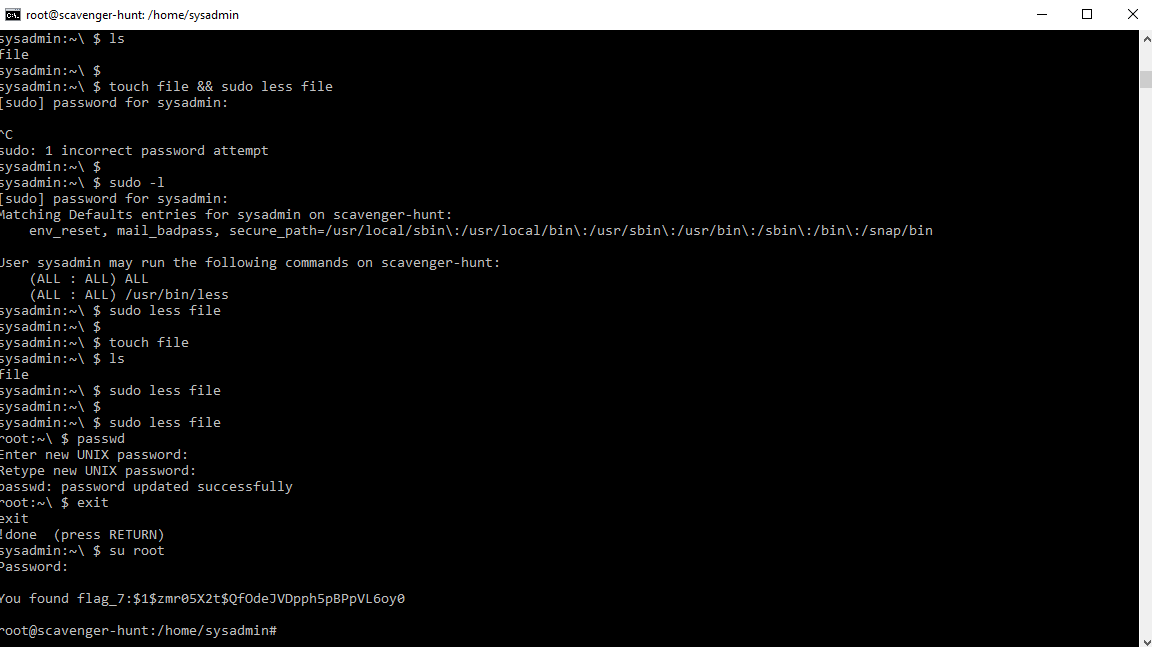 root@scavenger-hunt: /home/sysadmin
sysadmin:~\ $ ls
file
sysadmin:~\ $
sysadmin:~\ $ touch file && sudo less file
[sudo] password for sysadmin:
^C
sudo: 1 incorrect password attempt
sysadmin:~\ $
sysadmin:~\ $ sudo -l
[sudo] password for sysadmin:
Matching Defaults entries for sysadmin on scavenger-hunt:
    env_reset, mail_badpass, secure_path=/usr/local/sbin\:/usr/local/bin\:/usr/sbin\:/usr/bin\:/sbin\:/bin\:/snap/bin
User sysadmin may run the following commands on scavenger-hunt:
    (ALL : ALL) ALL
    (ALL : ALL) /usr/bin/less
sysadmin:~\ $ sudo less file
sysadmin:~\ $
sysadmin:~\ $ touch file
sysadmin:~\ $ ls
file
sysadmin:~\ $ sudo less file
sysadmin:~\ $
sysadmin:~\ $ sudo less file
root:~\ $ passwd
Enter new UNIX password:
Retype new UNIX password:
passwd: password updated successfully
root:~\ $ exit
exit
!done  (press RETURN)
sysadmin:~\ $ su root
Password:
You found flag_7:$1$zmr05X2t$QfOdeJVDpph5pBPpVL6oy0
root@scavenger-hunt:/home/sysadmin#